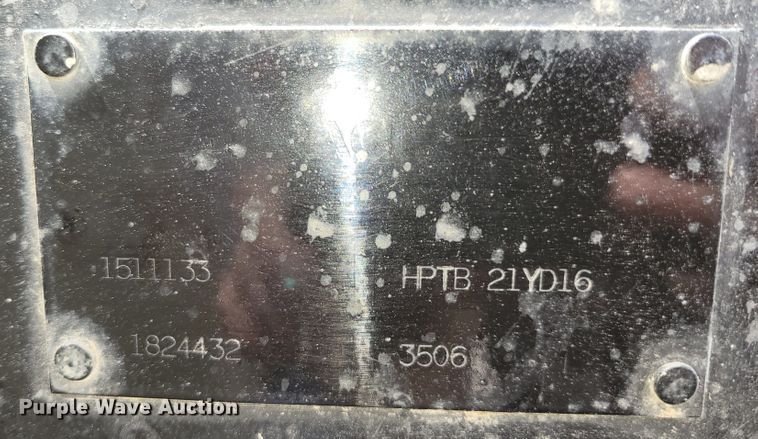 1511133 HPTB 21YD16
1824432 3506
Purple Wave Auction